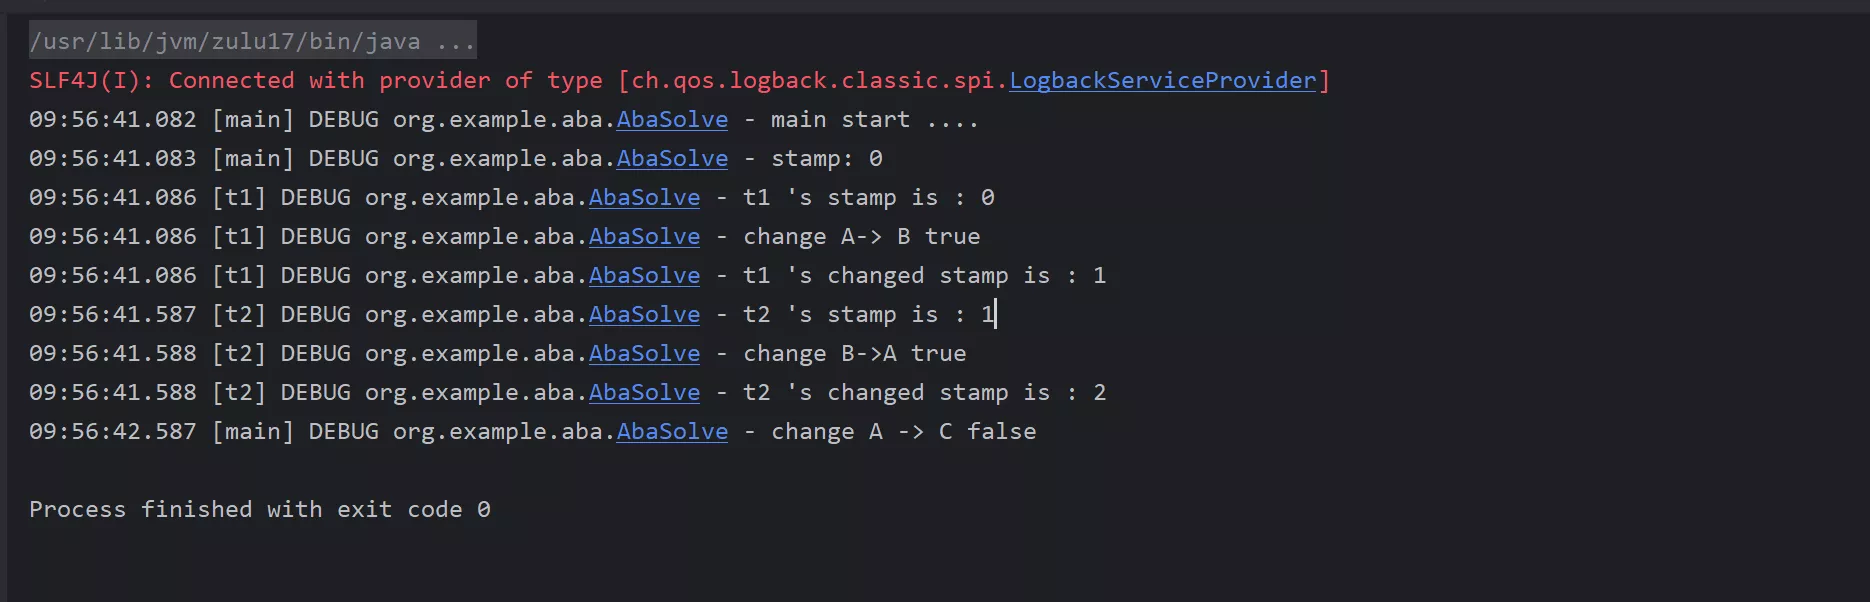 /usr/lib/jvm/zulu17/bin/java ...
SLF4J(I): Connected with provider of type [ch.qos.logback.classic.spi.LogbackServiceProvider]
09:56:41.082 [main] DEBUG org.example.aba.AbaSolve - main start ....
09:56:41.083 [main] DEBUG org.example.aba.AbaSolve - stamp: 0
09:56:41.086 [t1] DEBUG org.example.aba.AbaSolve - t1 's stamp is : 0
09:56:41.086 [t1] DEBUG org.example.aba.AbaSolve - change A-> B true
09:56:41.086 [t1] DEBUG org.example.aba.AbaSolve - t1 's changed stamp is : 1
09:56:41.587 [t2] DEBUG org.example.aba.AbaSolve - t2 's stamp is : 1
09:56:41.588 [t2] DEBUG org.example.aba.AbaSolve - change B->A true
09:56:41.588 [t2] DEBUG org.example.aba.AbaSolve - t2 's changed stamp is : 2
09:56:42.587 [main] DEBUG org.example.aba.AbaSolve - change A -> C false
Process finished with exit code 0